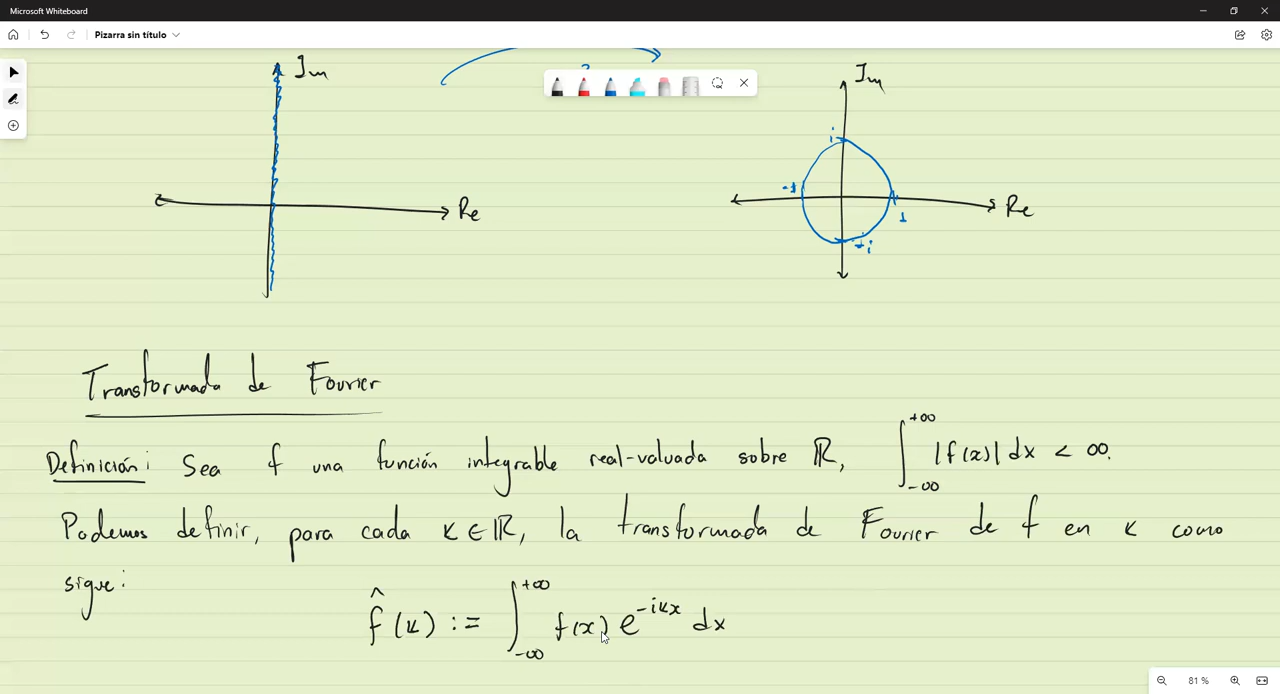 Microsoft Whiteboard
Pizarra sin título
Im
Re
Im
i
-1
1
-i
Re
Transformada de Fourier
Definición: Sea f una función integrable real-valuada sobre ℝ, ∫_{-∞}^{+∞} |f(x)| dx < ∞.
Podemos definir, para cada κ ∈ ℝ, la transformada de Fourier de f en κ como
sigue:
f̂(κ) := ∫_{-∞}^{+∞} f(x) e^{-iκx} dx
81 %